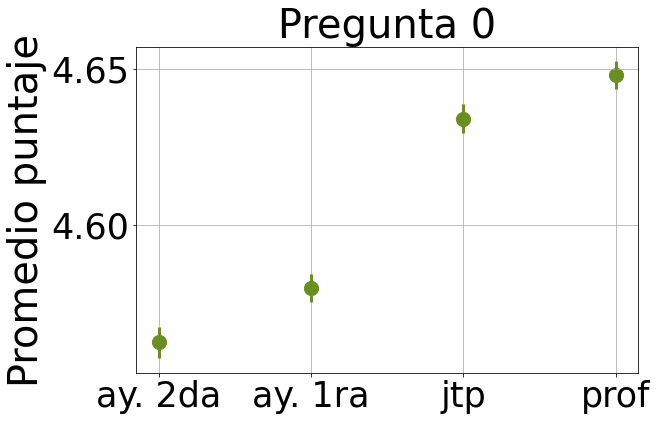 Pregunta 0
Promedio puntaje
4.65
4.60
ay. 2da
ay. 1ra
jtp
prof